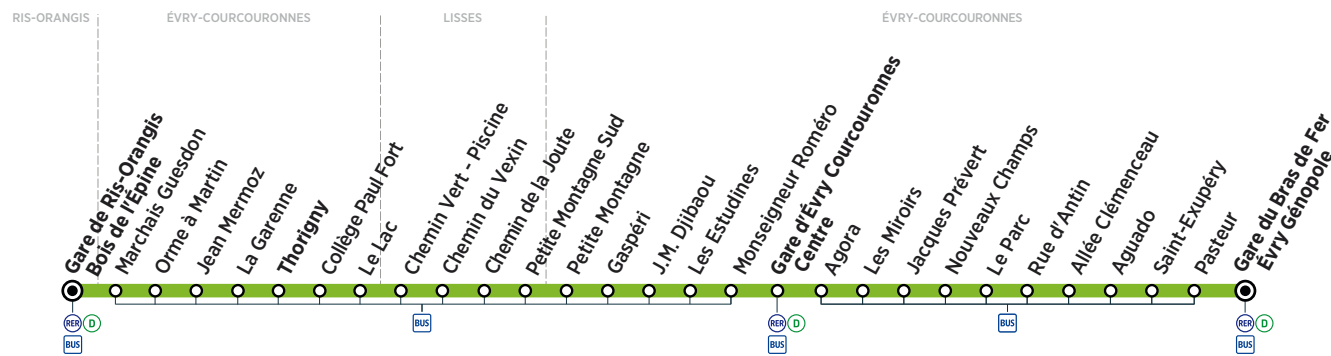 RIS-ORANGIS
ÉVRY-COURCOURONNES
LISSES
ÉVRY-COURCOURONNES
Gare de Ris-Orangis
Bois de l'Épine
Marchais Guesdon
Orme à Martin
Jean Mermoz
La Garenne
Thorigny
Collège Paul Fort
Le Lac
Chemin Vert - Piscine
Chemin du Vexin
Chemin de la Joute
Petite Montagne Sud
Petite Montagne
Gaspéri
J.M. Djibaou
Les Estudines
Monseigneur Roméro
Gare d'Évry Courcouronnes
Centre
Agora
Les Miroirs
Jacques Prévert
Nouveaux Champs
Le Parc
Rue d'Antin
Allée Clémenceau
Aguado
Saint-Exupéry
Pasteur
Gare du Bras de Fer
Évry Génopole
RER D
BUS
BUS
RER D
BUS
BUS
RER D
BUS